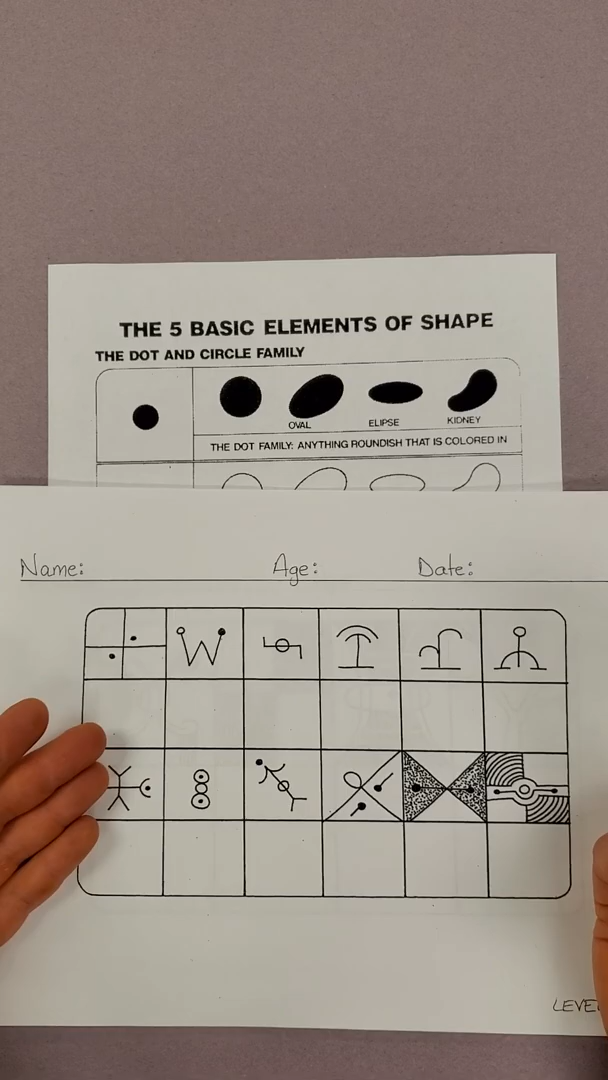 THE 5 BASIC ELEMENTS OF SHAPE
THE DOT AND CIRCLE FAMILY
OVAL ELIPSE KIDNEY
THE DOT FAMILY: ANYTHING ROUNDISH THAT IS COLORED IN
Name: Age: Date: